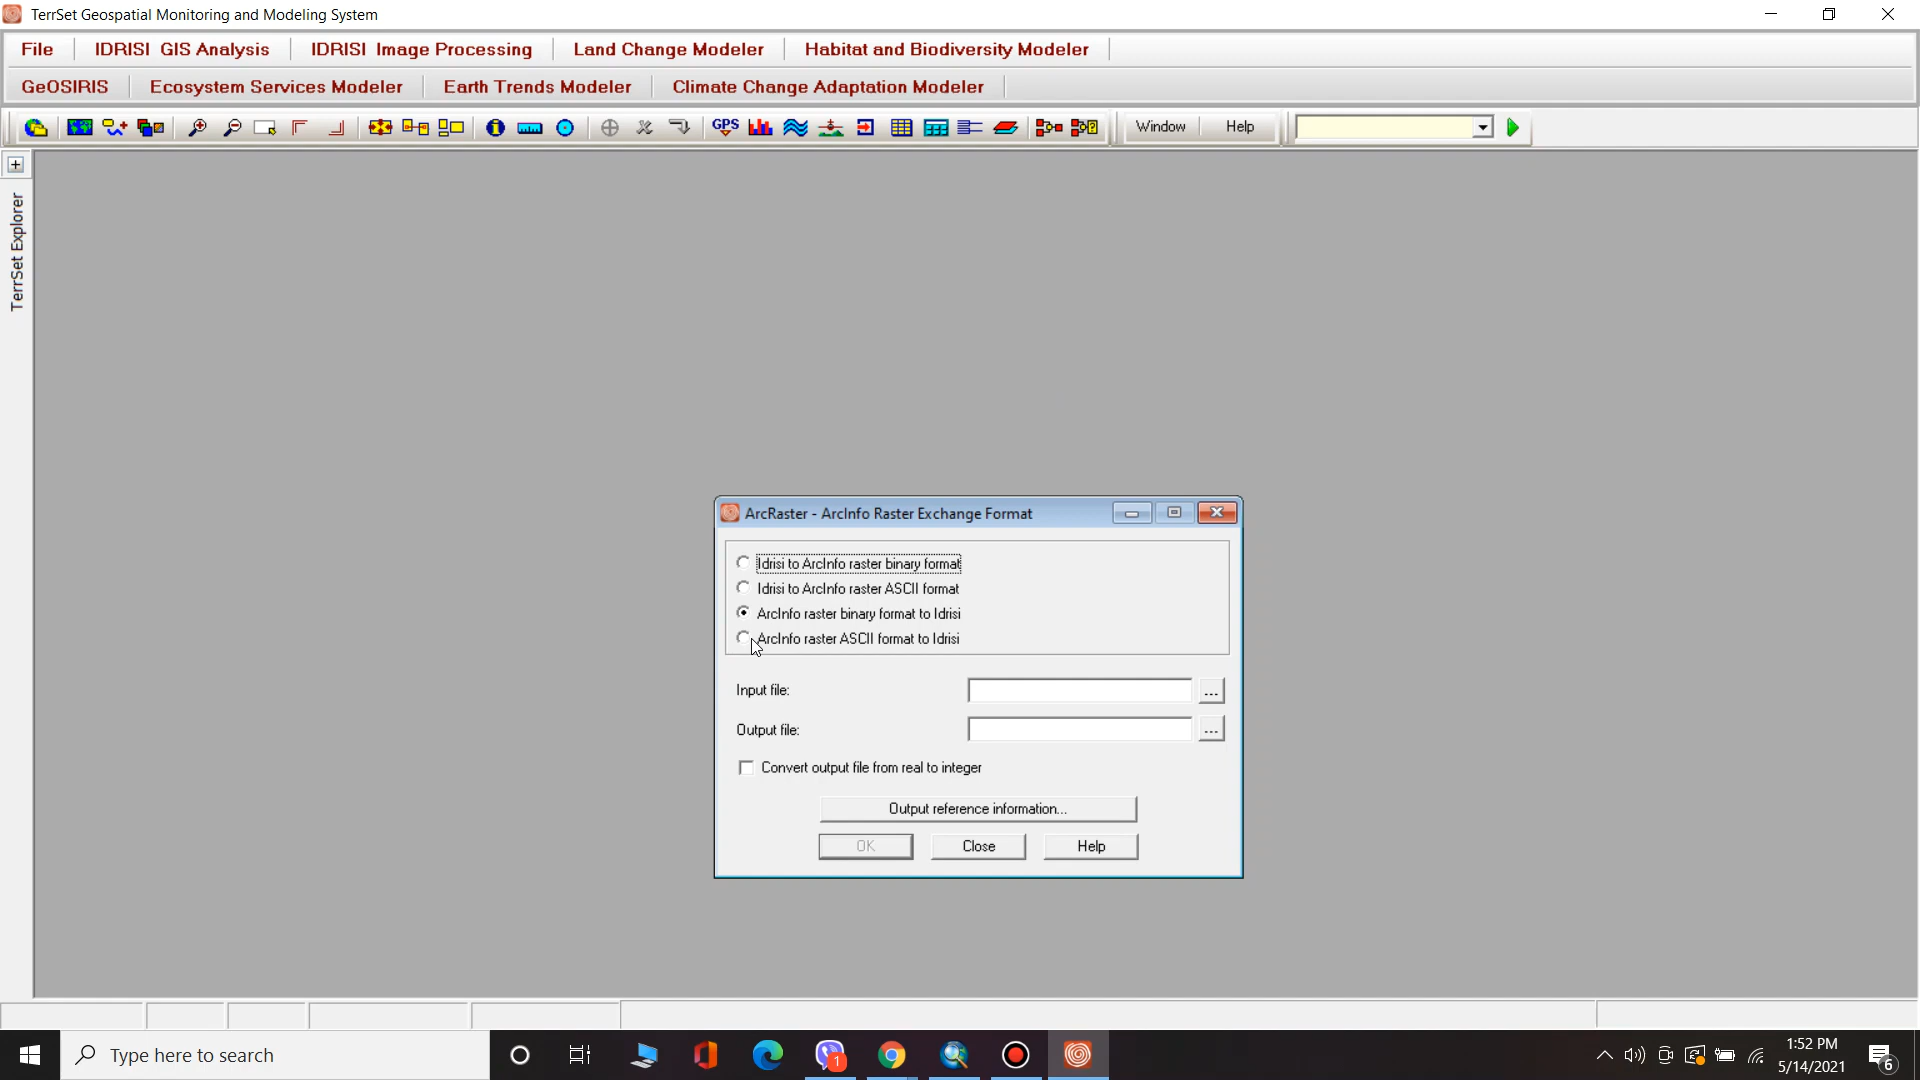 TerrSet Geospatial Monitoring and Modeling System
File IDRISI GIS Analysis IDRISI Image Processing Land Change Modeler Habitat and Biodiversity Modeler
GeOSIRIS Ecosystem Services Modeler Earth Trends Modeler Climate Change Adaptation Modeler
GPS Window Help
TerrSet Explorer
ArcRaster - ArcInfo Raster Exchange Format
Idrisi to ArcInfo raster binary format
Idrisi to ArcInfo raster ASCII format
ArcInfo raster binary format to Idrisi
ArcInfo raster ASCII format to Idrisi
Input file:
...
Output file:
...
Convert output file from real to integer
Output reference information...
OK Close Help
Type here to search
1
1:52 PM
5/14/2021
6